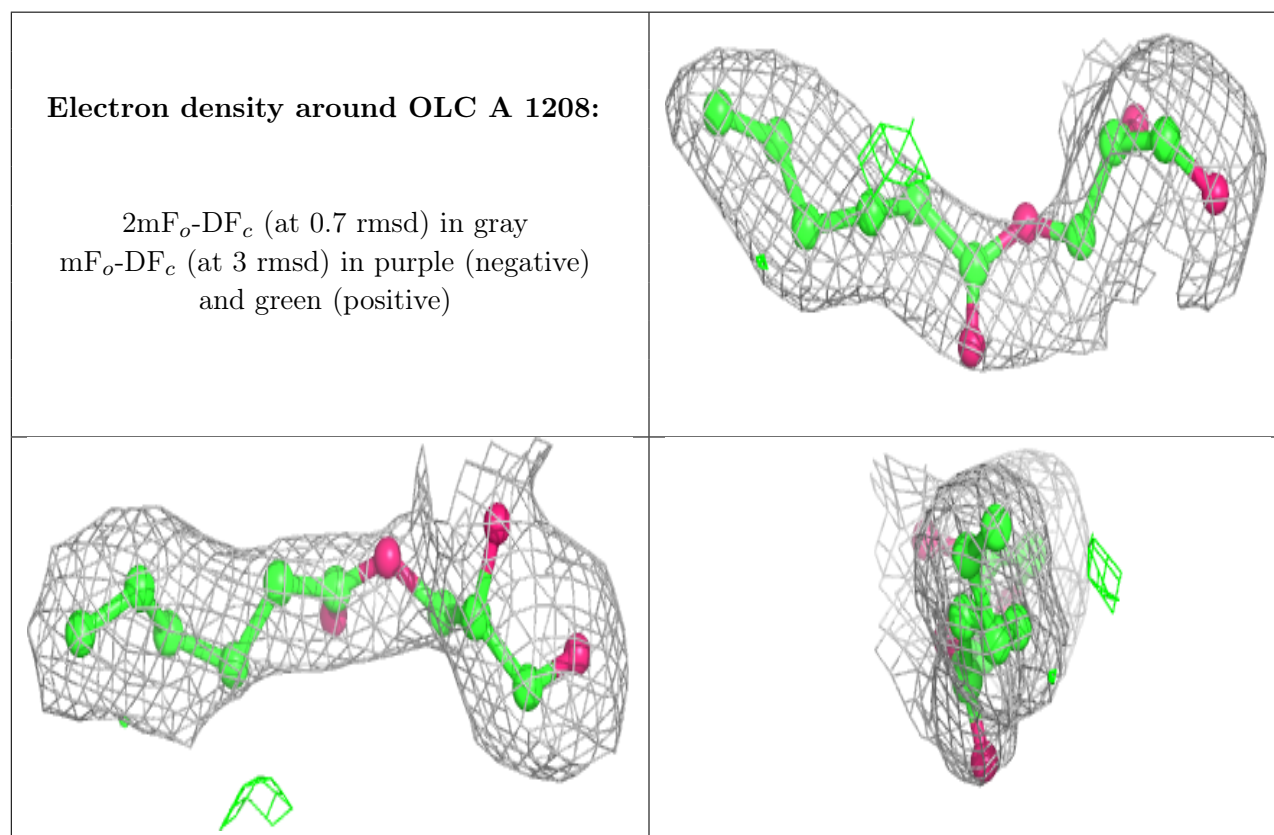 Electron density around OLC A 1208:
2mFₒ-DF𝒸 (at 0.7 rmsd) in gray
mFₒ-DF𝒸 (at 3 rmsd) in purple (negative)
and green (positive)